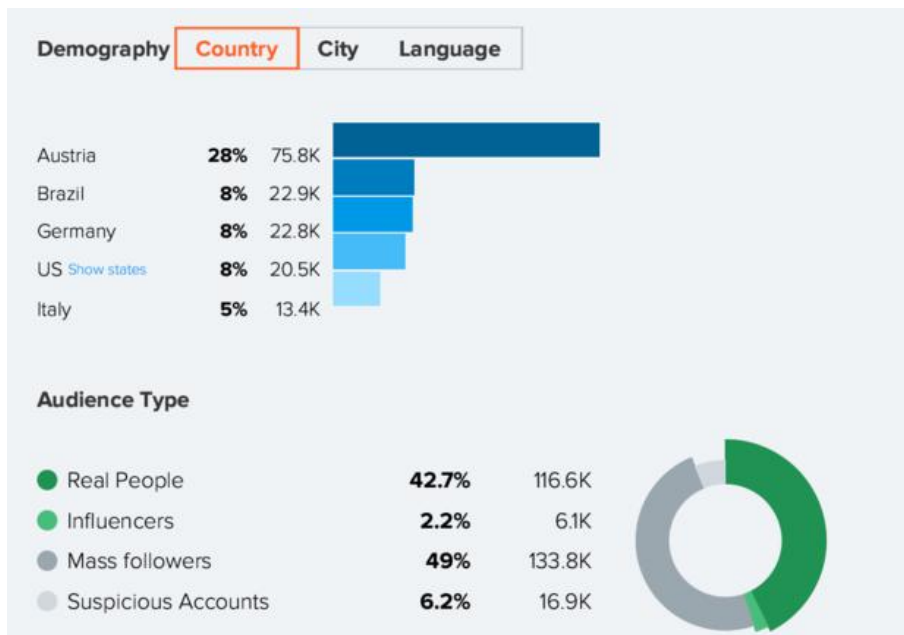 Demography Country City Language
Austria 28% 75.8K
Brazil 8% 22.9K
Germany 8% 22.8K
US Show states 8% 20.5K
Italy 5% 13.4K
Audience Type
Real People 42.7% 116.6K
Influencers 2.2% 6.1K
Mass followers 49% 133.8K
Suspicious Accounts 6.2% 16.9K